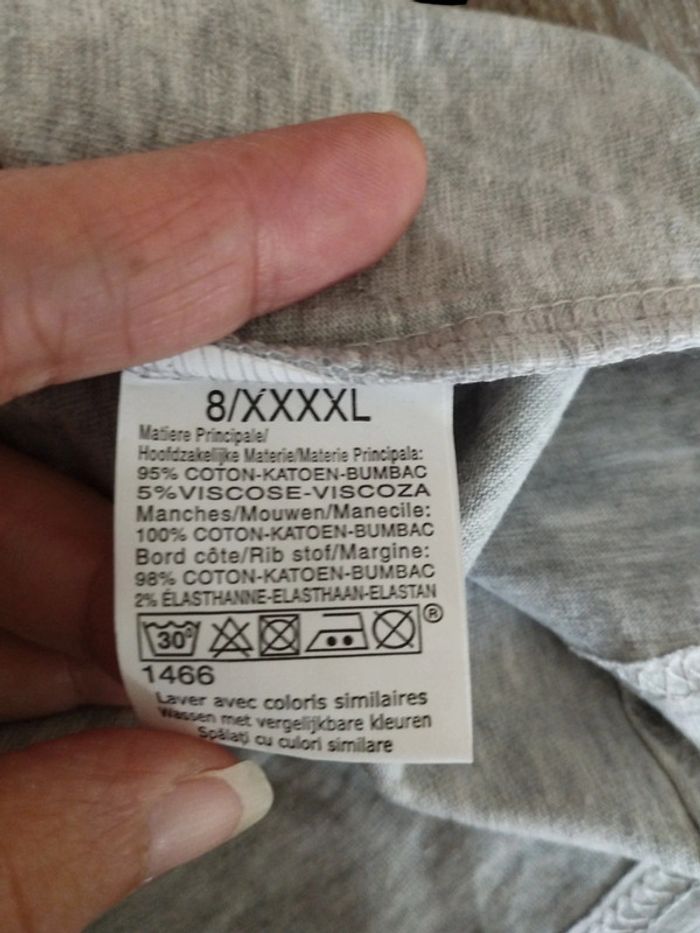 8/XXXXL
Matiere Principale/
Hoofdzakelijke Materie/Materie Principala:
95% COTON-KATOEN-BUMBAC
5%VISCOSE-VISCOZA
Manches/Mouwen/Manecile:
100% COTON-KATOEN-BUMBAC
Bord côte/Rib stof/Margine:
98% COTON-KATOEN-BUMBAC
2% ÉLASTHANNE-ELASTHAAN-ELASTAN
30° ®
1466
Laver avec coloris similaires
Wassen met vergelijkbare kleuren
Spălați cu culori similare